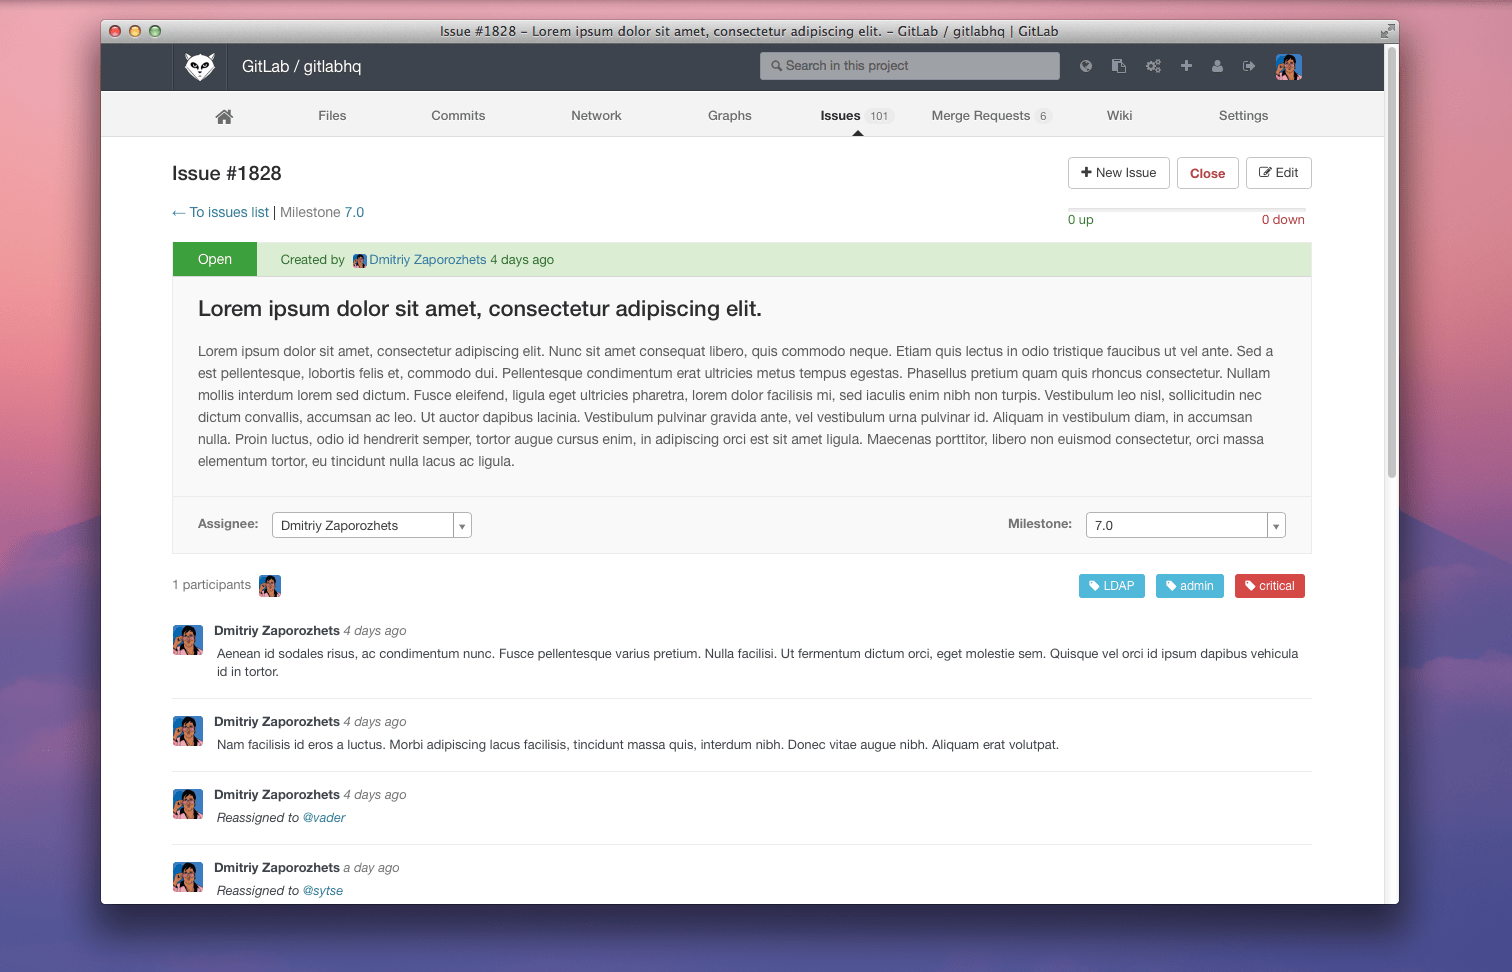 Issue #1828 – Lorem ipsum dolor sit amet, consectetur adipiscing elit. – GitLab / gitlabhq | GitLab
GitLab / gitlabhq
Search in this project
Files Commits Network Graphs Issues 101 Merge Requests 6 Wiki Settings
Issue #1828
New Issue Close Edit
← To issues list | Milestone 7.0
0 up 0 down
Open Created by Dmitriy Zaporozhets 4 days ago
Lorem ipsum dolor sit amet, consectetur adipiscing elit.
Lorem ipsum dolor sit amet, consectetur adipiscing elit. Nunc sit amet consequat libero, quis commodo neque. Etiam quis lectus in odio tristique faucibus ut vel ante. Sed a
est pellentesque, lobortis felis et, commodo dui. Pellentesque condimentum erat ultricies metus tempus egestas. Phasellus pretium quam quis rhoncus consectetur. Nullam
mollis interdum lorem sed dictum. Fusce eleifend, ligula eget ultricies pharetra, lorem dolor facilisis mi, sed iaculis enim nibh non turpis. Vestibulum leo nisl, sollicitudin nec
dictum convallis, accumsan ac leo. Ut auctor dapibus lacinia. Vestibulum pulvinar gravida ante, vel vestibulum urna pulvinar id. Aliquam in vestibulum diam, in accumsan
nulla. Proin luctus, odio id hendrerit semper, tortor augue cursus enim, in adipiscing orci est sit amet ligula. Maecenas porttitor, libero non euismod consectetur, orci massa
elementum tortor, eu tincidunt nulla lacus ac ligula.
Assignee: Dmitriy Zaporozhets Milestone: 7.0
1 participants LDAP admin critical
Dmitriy Zaporozhets 4 days ago
Aenean id sodales risus, ac condimentum nunc. Fusce pellentesque varius pretium. Nulla facilisi. Ut fermentum dictum orci, eget molestie sem. Quisque vel orci id ipsum dapibus vehicula
id in tortor.
Dmitriy Zaporozhets 4 days ago
Nam facilisis id eros a luctus. Morbi adipiscing lacus facilisis, tincidunt massa quis, interdum nibh. Donec vitae augue nibh. Aliquam erat volutpat.
Dmitriy Zaporozhets 4 days ago
Reassigned to @vader
Dmitriy Zaporozhets a day ago
Reassigned to @sytse